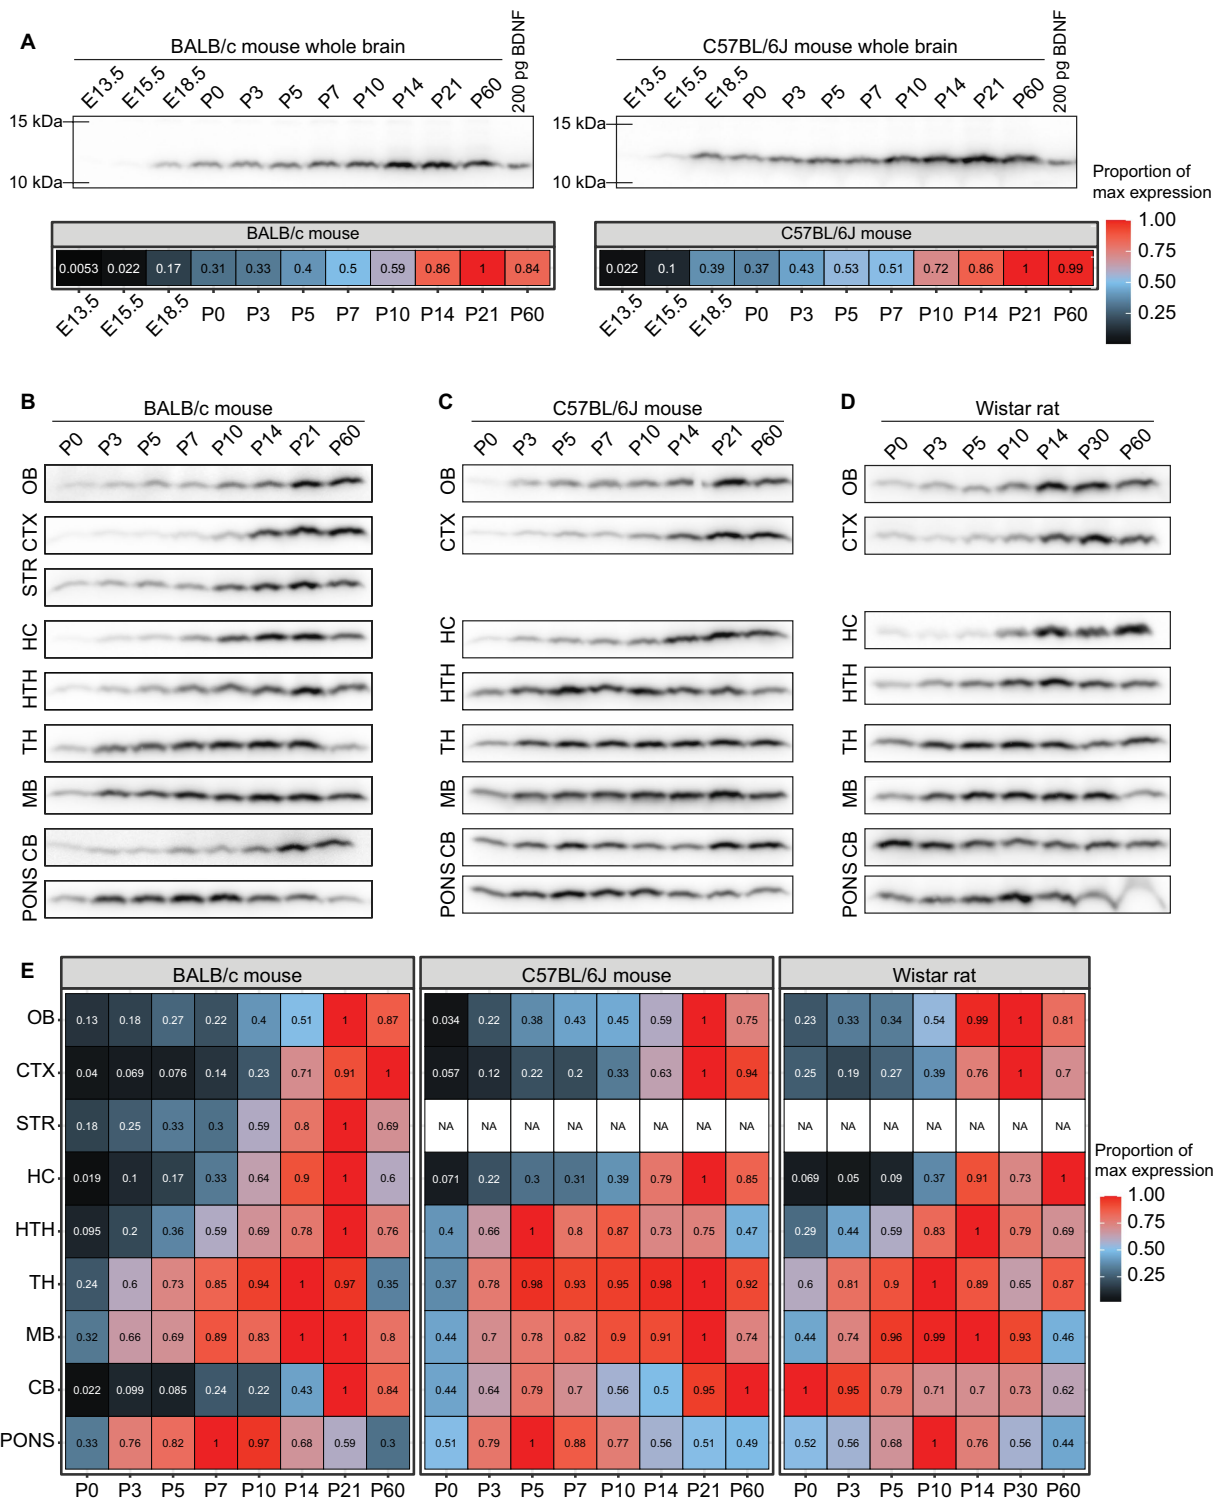 A
BALB/c mouse whole brain
E13.5 E15.5 E18.5 P0 P3 P5 P7 P10 P14 P21 P60 200 pg BDNF
15 kDa
10 kDa
C57BL/6J mouse whole brain
E13.5 E15.5 E18.5 P0 P3 P5 P7 P10 P14 P21 P60 200 pg BDNF
15 kDa
10 kDa
BALB/c mouse
0.0053 0.022 0.17 0.31 0.33 0.4 0.5 0.59 0.86 1 0.84
E13.5 E15.5 E18.5 P0 P3 P5 P7 P10 P14 P21 P60
C57BL/6J mouse
0.022 0.1 0.39 0.37 0.43 0.53 0.51 0.72 0.86 1 0.99
E13.5 E15.5 E18.5 P0 P3 P5 P7 P10 P14 P21 P60
Proportion of
max expression
1.00
0.75
0.50
0.25
B
BALB/c mouse
P0 P3 P5 P7 P10 P14 P21 P60
OB
CTX
STR
HC
HTH
TH
MB
CB
PONS
C
C57BL/6J mouse
P0 P3 P5 P7 P10 P14 P21 P60
OB
CTX
HC
HTH
TH
MB
CB
PONS
D
Wistar rat
P0 P3 P5 P10 P14 P30 P60
OB
CTX
HC
HTH
TH
MB
CB
PONS
E
BALB/c mouse C57BL/6J mouse Wistar rat
OB 0.13 0.18 0.27 0.22 0.4 0.51 1 0.87 0.034 0.22 0.38 0.43 0.45 0.59 1 0.75 0.23 0.33 0.34 0.54 0.99 1 0.81
CTX 0.04 0.069 0.076 0.14 0.23 0.71 0.91 1 0.057 0.12 0.22 0.2 0.33 0.63 1 0.94 0.25 0.19 0.27 0.39 0.76 1 0.7
STR 0.18 0.25 0.33 0.3 0.59 0.8 1 0.69 NA NA NA NA NA NA NA NA NA NA NA NA NA NA NA
HC 0.019 0.1 0.17 0.33 0.64 0.9 1 0.6 0.071 0.22 0.3 0.31 0.39 0.79 1 0.85 0.069 0.05 0.09 0.37 0.91 0.73 1
HTH 0.095 0.2 0.36 0.59 0.69 0.78 1 0.76 0.4 0.66 1 0.8 0.87 0.73 0.75 0.47 0.29 0.44 0.59 0.83 1 0.79 0.69
TH 0.24 0.6 0.73 0.85 0.94 1 0.97 0.35 0.37 0.78 0.98 0.93 0.95 0.98 1 0.92 0.6 0.81 0.9 1 0.89 0.65 0.87
MB 0.32 0.66 0.69 0.89 0.83 1 1 0.8 0.44 0.7 0.78 0.82 0.9 0.91 1 0.74 0.44 0.74 0.96 0.99 1 0.93 0.46
CB 0.022 0.099 0.085 0.24 0.22 0.43 1 0.84 0.44 0.64 0.79 0.7 0.56 0.5 0.95 1 1 0.95 0.79 0.71 0.7 0.73 0.62
PONS 0.33 0.76 0.82 1 0.97 0.68 0.59 0.3 0.51 0.79 1 0.88 0.77 0.56 0.51 0.49 0.52 0.56 0.68 1 0.76 0.56 0.44
P0 P3 P5 P7 P10 P14 P21 P60 P0 P3 P5 P7 P10 P14 P21 P60 P0 P3 P5 P10 P14 P30 P60
Proportion of
max expression
1.00
0.75
0.50
0.25